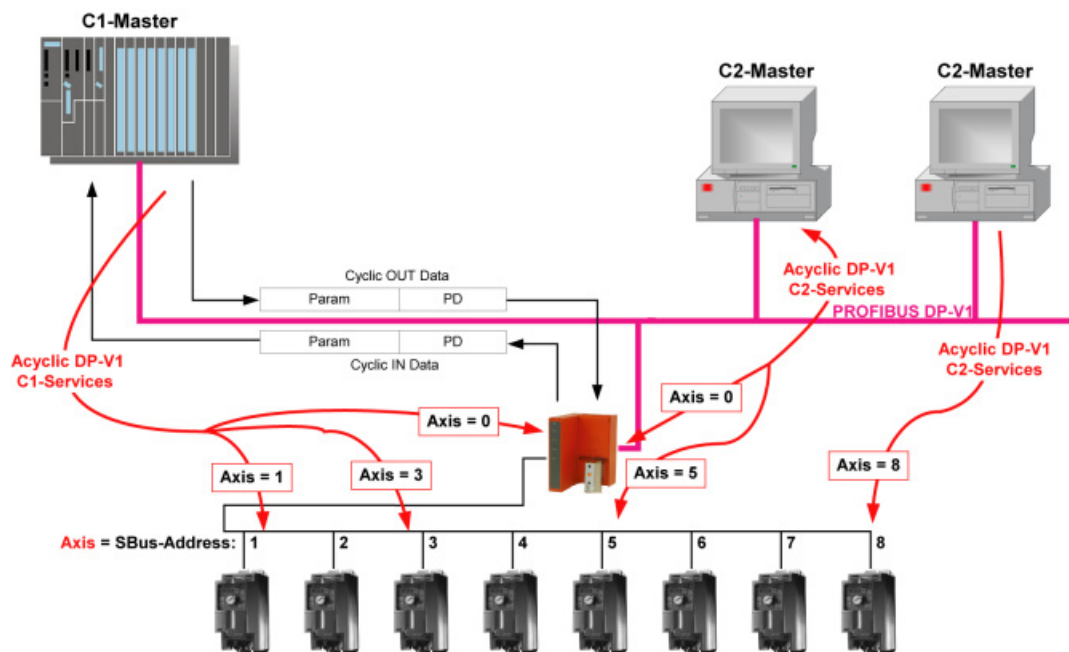 C1-Master
C2-Master
C2-Master
Cyclic OUT Data
Param
PD
Acyclic DP-V1
C2-Services
PROFIBUS DP-V1
Param
PD
Cyclic IN Data
Acyclic DP-V1
C1-Services
Acyclic DP-V1
C2-Services
Axis = 0
Axis = 0
Axis = 1
Axis = 3
Axis = 5
Axis = 8
Axis = SBus-Address: 1 2 3 4 5 6 7 8